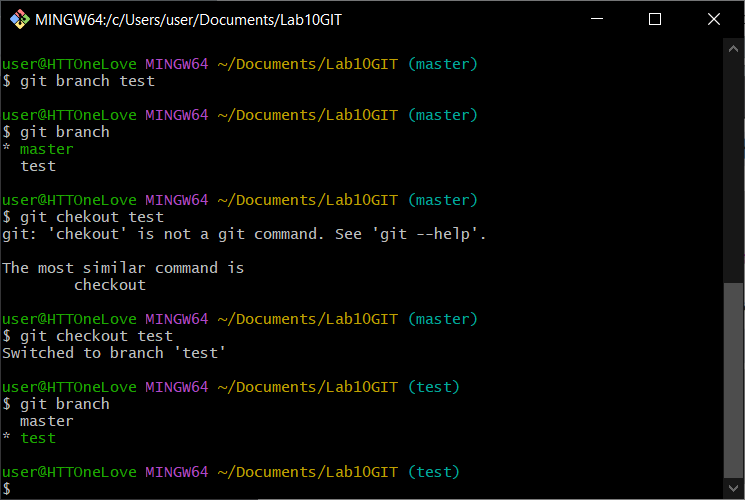 MINGW64:/c/Users/user/Documents/Lab10GIT
user@HTTOneLove MINGW64 ~/Documents/Lab10GIT (master)
$ git branch test
user@HTTOneLove MINGW64 ~/Documents/Lab10GIT (master)
$ git branch
* master
  test
user@HTTOneLove MINGW64 ~/Documents/Lab10GIT (master)
$ git chekout test
git: 'chekout' is not a git command. See 'git --help'.
The most similar command is
        checkout
user@HTTOneLove MINGW64 ~/Documents/Lab10GIT (master)
$ git checkout test
Switched to branch 'test'
user@HTTOneLove MINGW64 ~/Documents/Lab10GIT (test)
$ git branch
  master
* test
user@HTTOneLove MINGW64 ~/Documents/Lab10GIT (test)
$